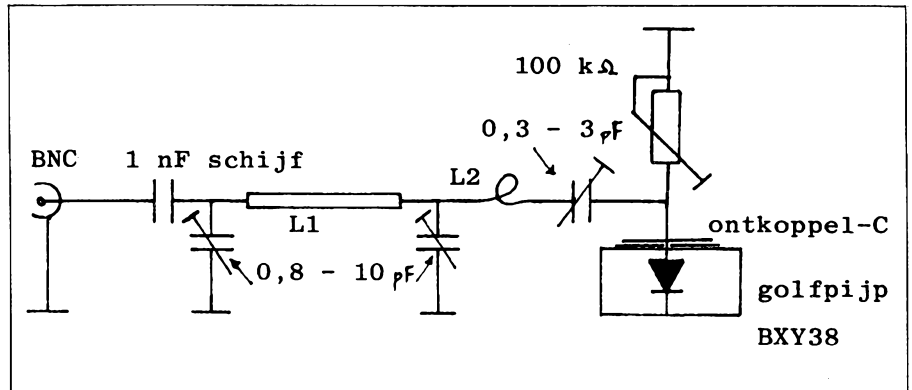 100 kΩ
0,3 - 3 pF
BNC
1 nF schijf
L2
L1
ontkoppel-C
0,8 - 10 pF
golfpijp
BXY38